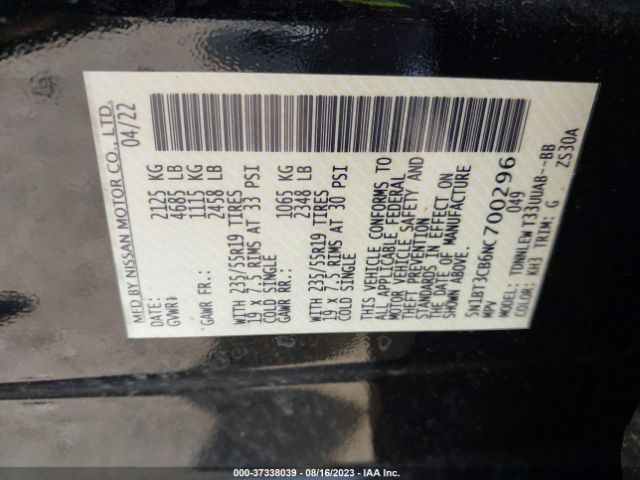 MFD BY NISSAN MOTOR CO., LTD.
DATE: 04/22
GVWR: 2125 KG
4685 LB
GAWR FR: 1115 KG
2458 LB
WITH 235/55R19 TIRES
19 X 7.5 RIMS AT 33 PSI
COLD SINGLE
GAWR RR: 1065 KG
2348 LB
WITH 235/55R19 TIRES
19 X 7.5 RIMS AT 30 PSI
COLD SINGLE
THIS VEHICLE CONFORMS TO
ALL APPLICABLE FEDERAL
MOTOR VEHICLE SAFETY AND
THEFT PREVENTION
STANDARDS IN EFFECT ON
THE DATE OF MANUFACTURE
SHOWN ABOVE.
5N1BT3CB6NC700296
MPV 049
MODEL: TDNNLEW T33UUAB--BB
COLOR: KH3 TRIM: G ZS30A
000-37338039 - 08/16/2023 - IAA Inc.